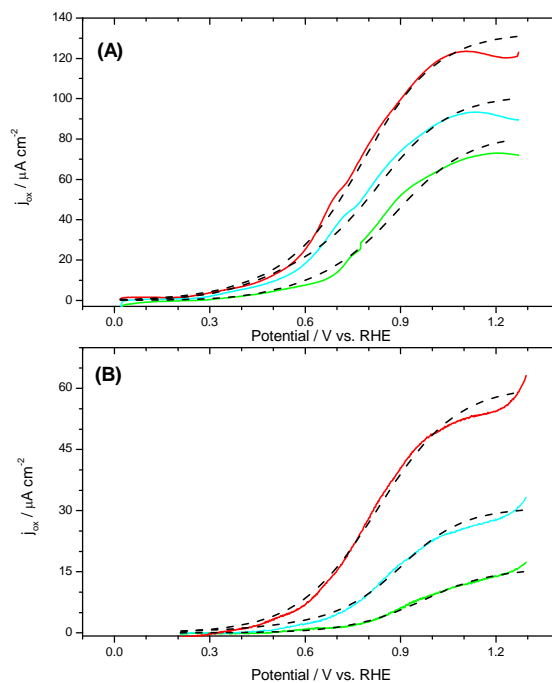 (A)
140
120
100
80
60
40
20
0
j_ox / μA cm⁻²
0.0 0.3 0.6 0.9 1.2
Potential / V vs. RHE
(B)
60
45
30
15
0
j_ox / μA cm⁻²
0.0 0.3 0.6 0.9 1.2
Potential / V vs. RHE